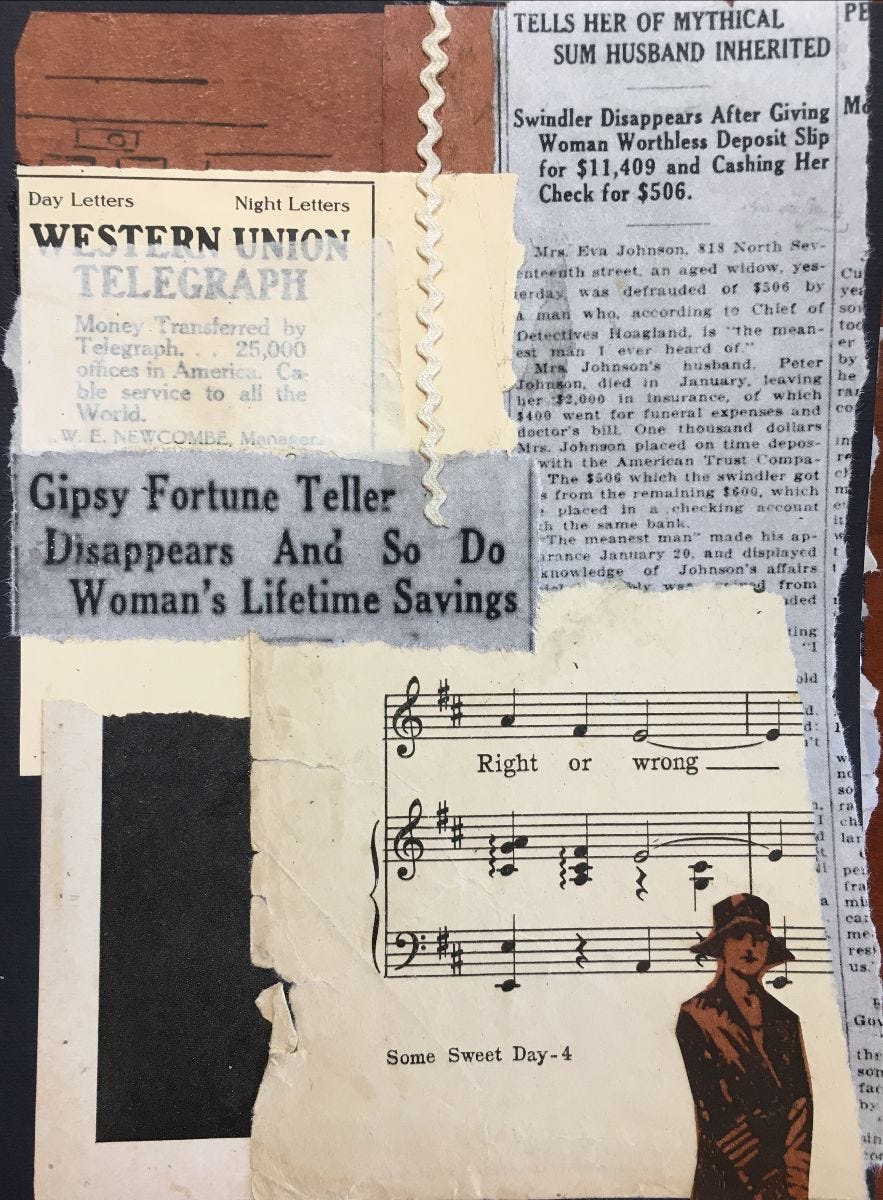 TELLS HER OF MYTHICAL
SUM HUSBAND INHERITED
Swindler Disappears After Giving
Woman Worthless Deposit Slip
for $11,409 and Cashing Her
Check for $506.
Mrs. Eva Johnson, 818 North Sev-
enteenth street, an aged widow, yes-
terday was defrauded of $506 by
a man who, according to Chief of
Detectives Hoagland, is "the mean-
est man I ever heard of."
Mrs. Johnson's husband, Peter
Johnson, died in January, leaving
her $2,000 in insurance, of which
$400 went for funeral expenses and
doctor's bill. One thousand dollars
Mrs. Johnson placed on time depos-
with the American Trust Compa-
The $506 which the swindler got
s from the remaining $600, which
placed in a checking account
h the same bank.
"The meanest man" made his ap-
arance January 20, and displayed
knowledge of Johnson's affairs
bly was from
Day Letters Night Letters
WESTERN UNION
TELEGRAPH
Money Transferred by
Telegraph. . . 25,000
offices in America. Ca-
ble service to all the
World.
W. E. NEWCOMBE, Manager.
Gipsy Fortune Teller
Disappears And So Do
Woman's Lifetime Savings
Right or wrong
Some Sweet Day-4